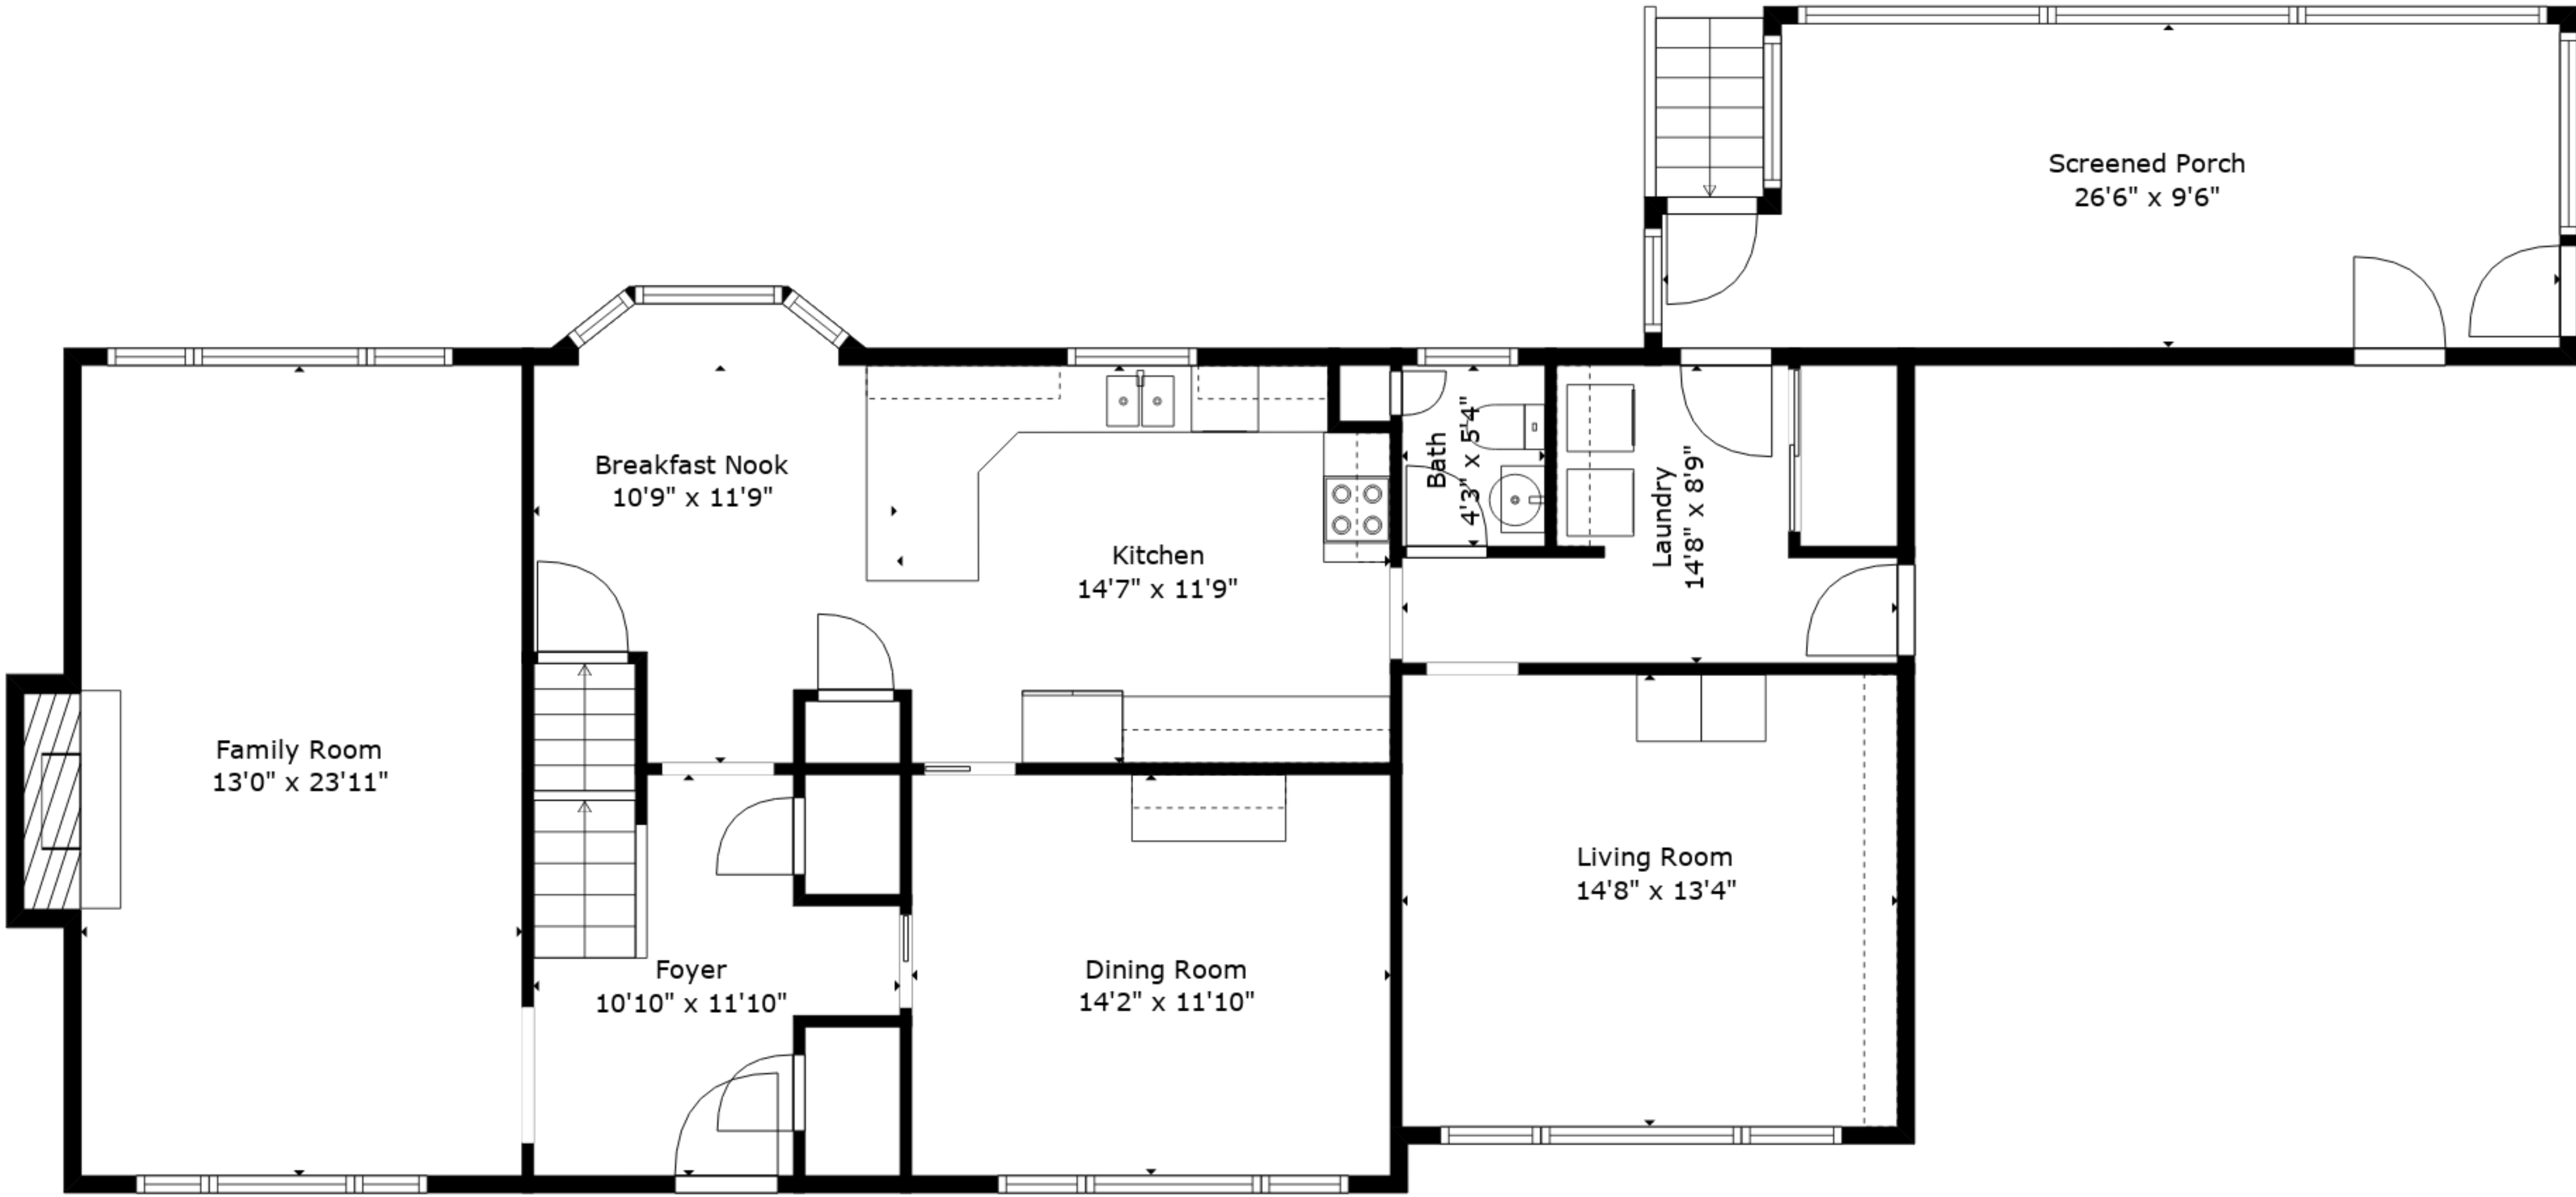 Screened Porch
26'6" x 9'6"
Breakfast Nook
10'9" x 11'9"
Kitchen
14'7" x 11'9"
Bath
4'3" x 5'4"
Laundry
14'8" x 8'9"
Family Room
13'0" x 23'11"
Living Room
14'8" x 13'4"
Foyer
10'10" x 11'10"
Dining Room
14'2" x 11'10"